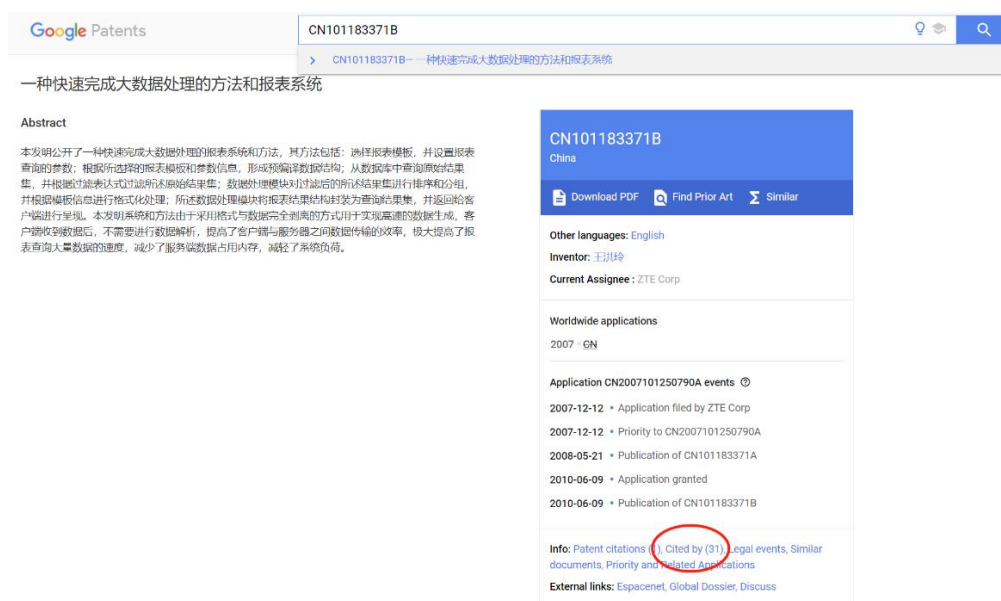 Google Patents
CN101183371B
CN101183371B– 一种快速完成大数据处理的方法和报表系统
一种快速完成大数据处理的方法和报表系统
Abstract
本发明公开了一种快速完成大数据处理的报表系统和方法，其方法包括：选择报表模板，并设置报表
查询的参数；根据所选择的报表模板和参数信息，形成预编译数据结构；从数据库中查询原始结果
集，并根据过滤表达式过滤所述原始结果集；数据处理模块对过滤后的所述结果集进行排序和分组，
并根据模板信息进行格式化处理；所述数据处理模块将报表结果结构封装为查询结果集，并返回给客
户端进行呈现。本发明系统和方法由于采用格式与数据完全剥离的方式用于实现高速的数据生成，客
户端收到数据后，不需要进行数据解析，提高了客户端与服务器之间数据传输的效率，极大提高了报
表查询大量数据的速度，减少了服务端数据占用内存，减轻了系统负荷。
CN101183371B
China
Download PDF Find Prior Art Similar
Other languages: English
Inventor: 王洪玲
Current Assignee : ZTE Corp
Worldwide applications
2007 · CN
Application CN2007101250790A events
2007-12-12 • Application filed by ZTE Corp
2007-12-12 • Priority to CN2007101250790A
2008-05-21 • Publication of CN101183371A
2010-06-09 • Application granted
2010-06-09 • Publication of CN101183371B
Info: Patent citations (1), Cited by (31), Legal events, Similar
documents, Priority and Related Applications
External links: Espacenet, Global Dossier, Discuss